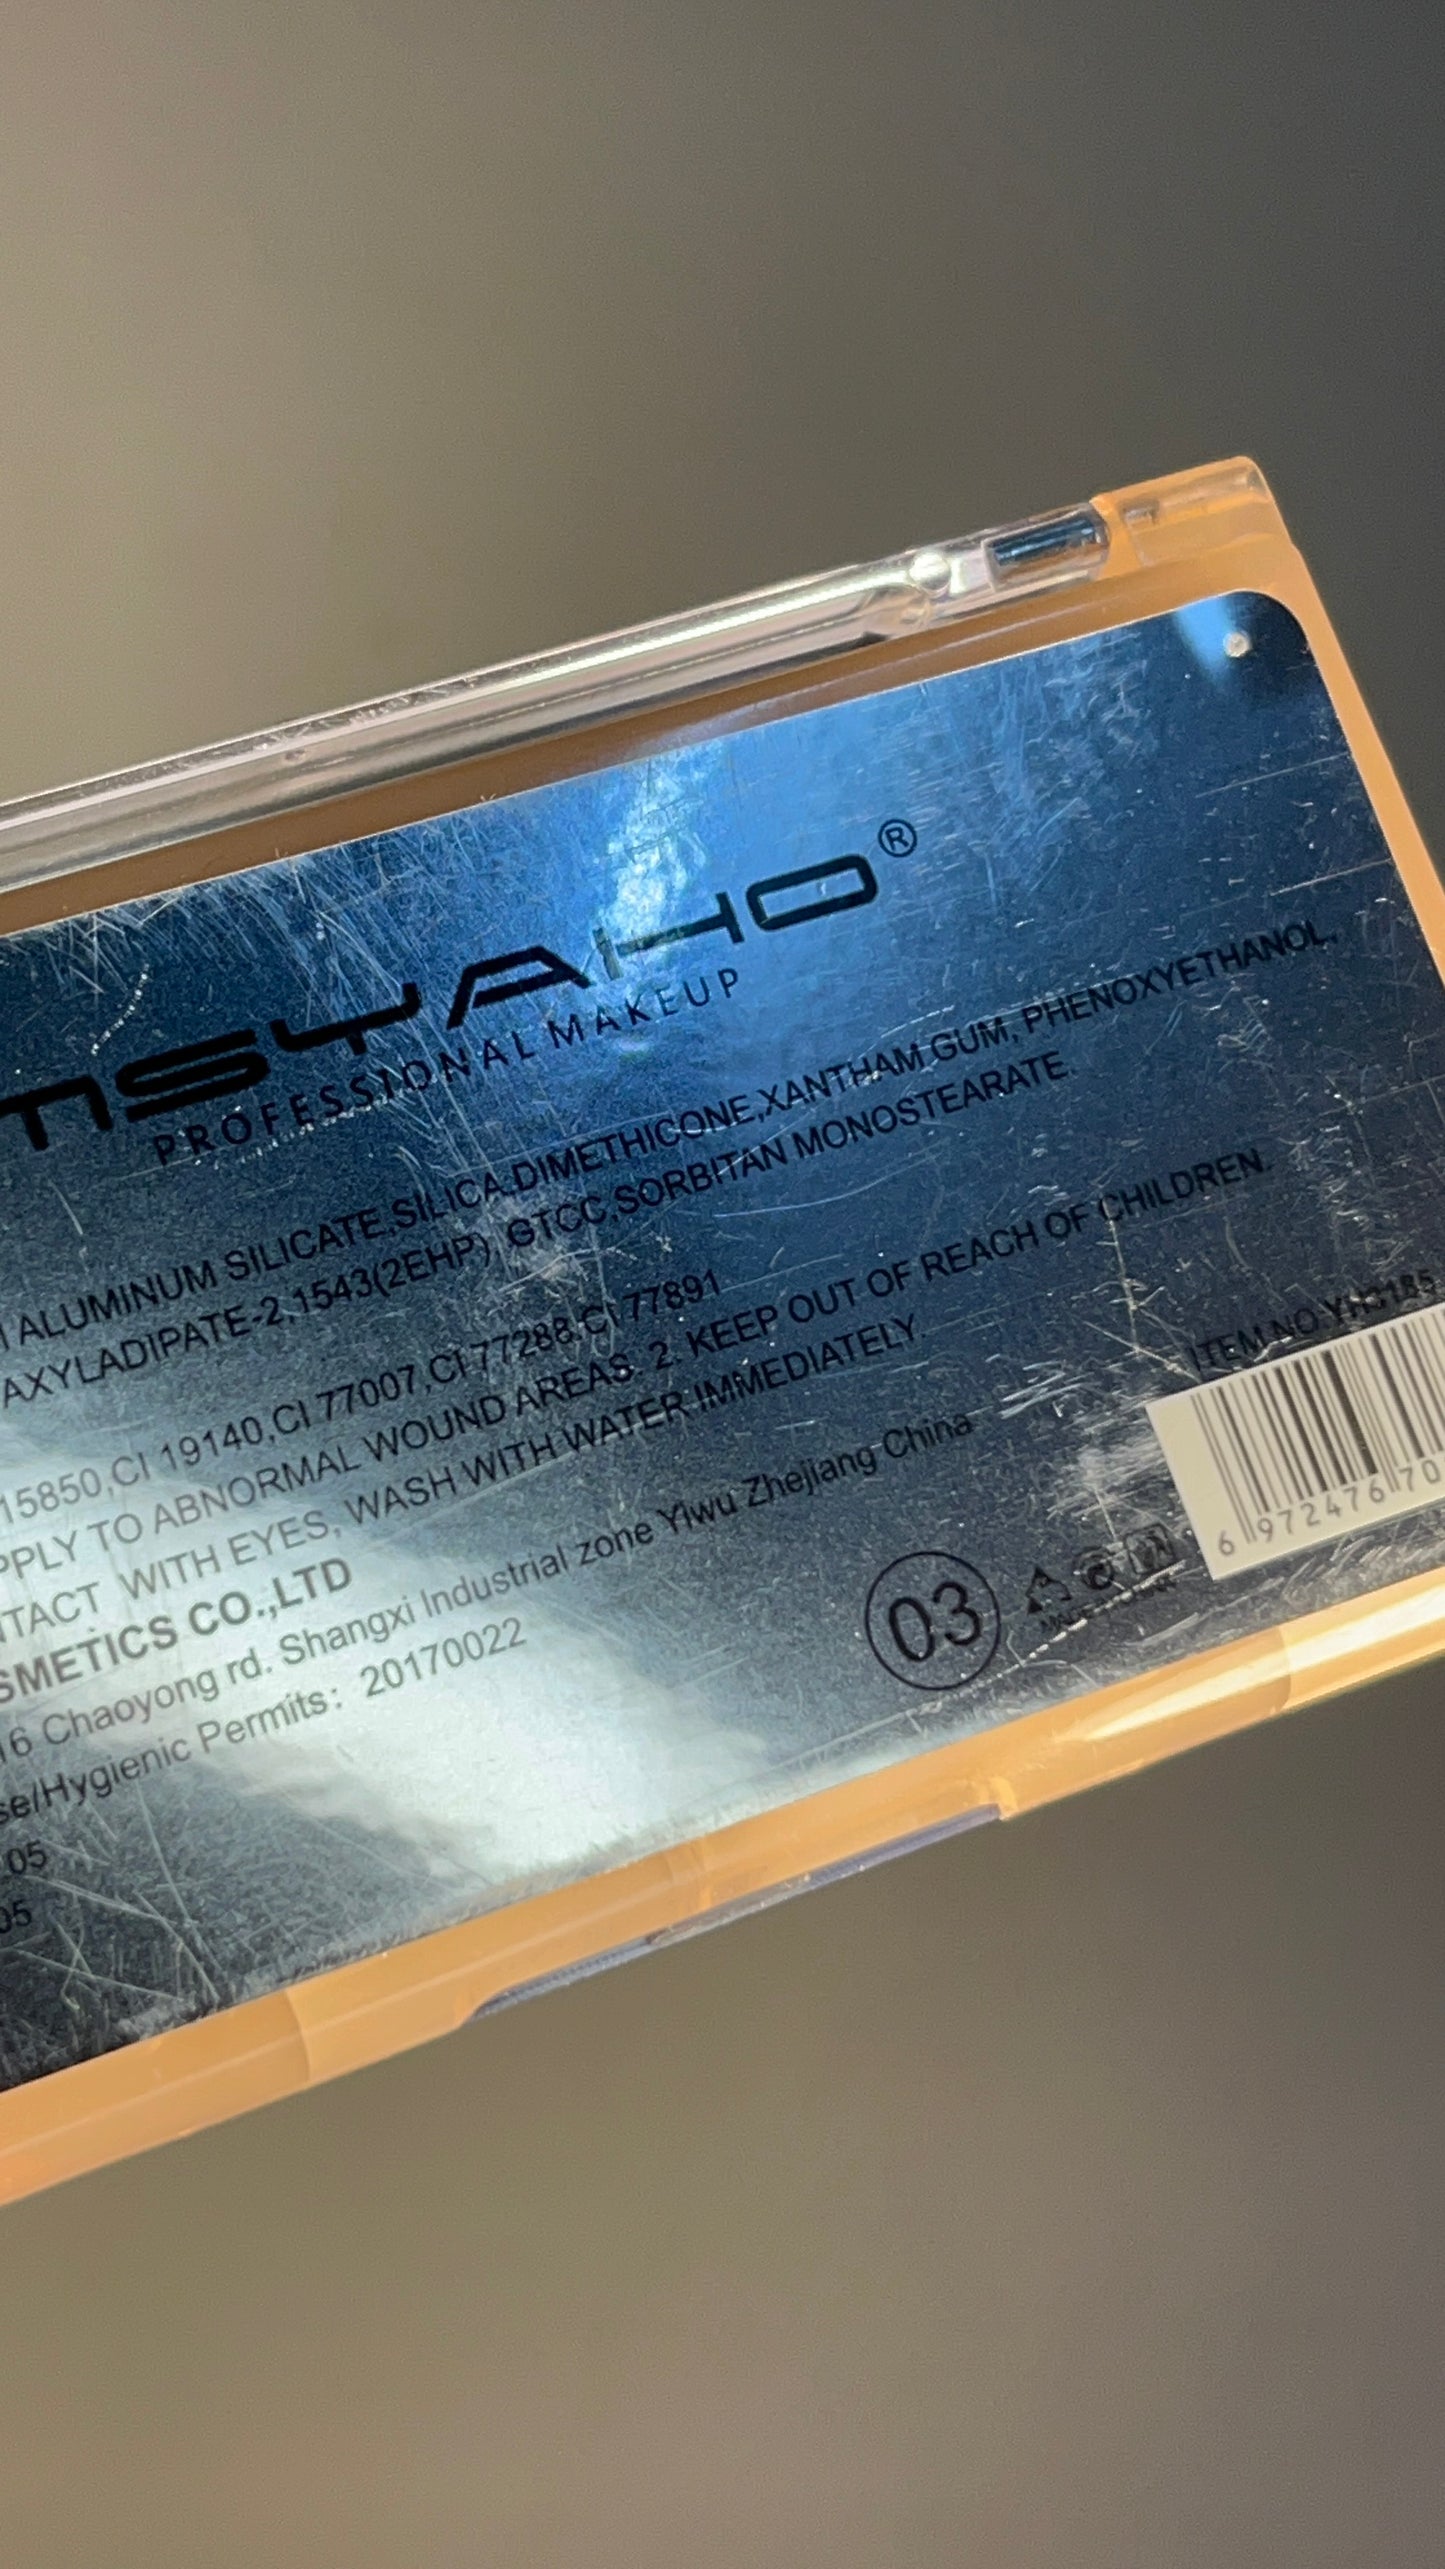 MSYAHO®
PROFESSIONAL MAKEUP
ALUMINUM SILICATE,SILICA,DIMETHICONE,XANTHAM GUM, PHENOXYETHANOL,
AXYLADIPATE-2,1543(2EHP), GTCC,SORBITAN MONOSTEARATE.
15850,CI 19140,CI 77007,CI 77288,CI 77891
PPLY TO ABNORMAL WOUND AREAS. 2. KEEP OUT OF REACH OF CHILDREN.
NTACT WITH EYES, WASH WITH WATER IMMEDIATELY.
SMETICS CO.,LTD
16 Chaoyong rd. Shangxi Industrial zone Yiwu Zhejiang China
se/Hygienic Permits: 20170022
05
05
03
ITEM NO:YH3185
6 972476 70